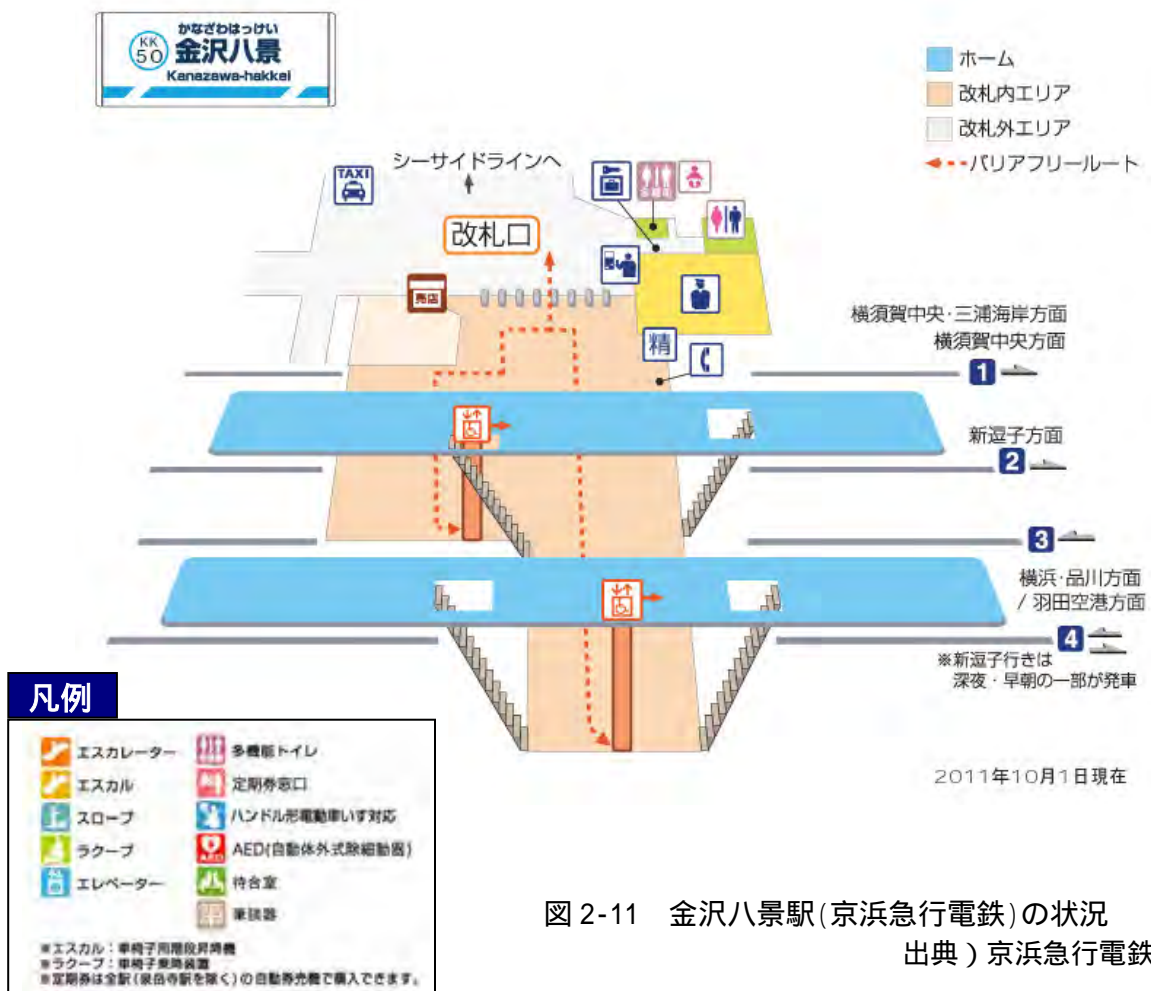 かなざわはっけい
KK
50
金沢八景
Kanazawa-hakkei
ホーム
改札内エリア
改札外エリア
バリアフリールート
シーサイドラインへ
TAXI
改札口
売店
精
横須賀中央・三浦海岸方面
横須賀中央方面
1
新逗子方面
2
3
横浜・品川方面
/ 羽田空港方面
4
※新逗子行きは
深夜・早朝の一部が発車
2011年10月1日現在
凡例
エスカレーター
エスカル
スロープ
ラクープ
エレベーター
多機能トイレ
定期券窓口
ハンドル形電動車いす対応
AED
AED(自動体外式除細動器)
待合室
筆談器
※エスカル:車椅子用階段昇降機
※ラクープ:車椅子乗降装置
※定期券は全駅(泉岳寺駅を除く)の自動券売機で購入できます。
図 2-11 金沢八景駅(京浜急行電鉄)の状況
出典)京浜急行電鉄